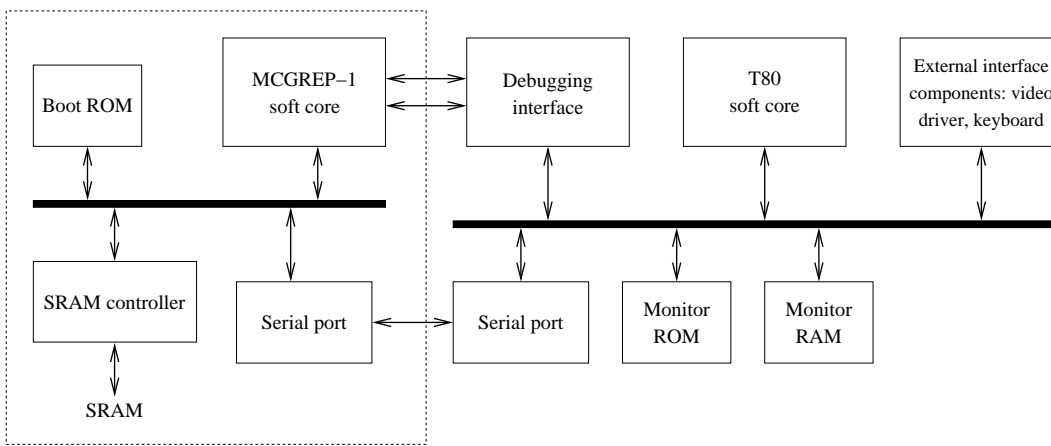 Boot ROM
MCGREP−1
soft core
Debugging
interface
T80
soft core
External interface
components: video
driver, keyboard
SRAM controller
Serial port
Serial port
Monitor
ROM
Monitor
RAM
SRAM